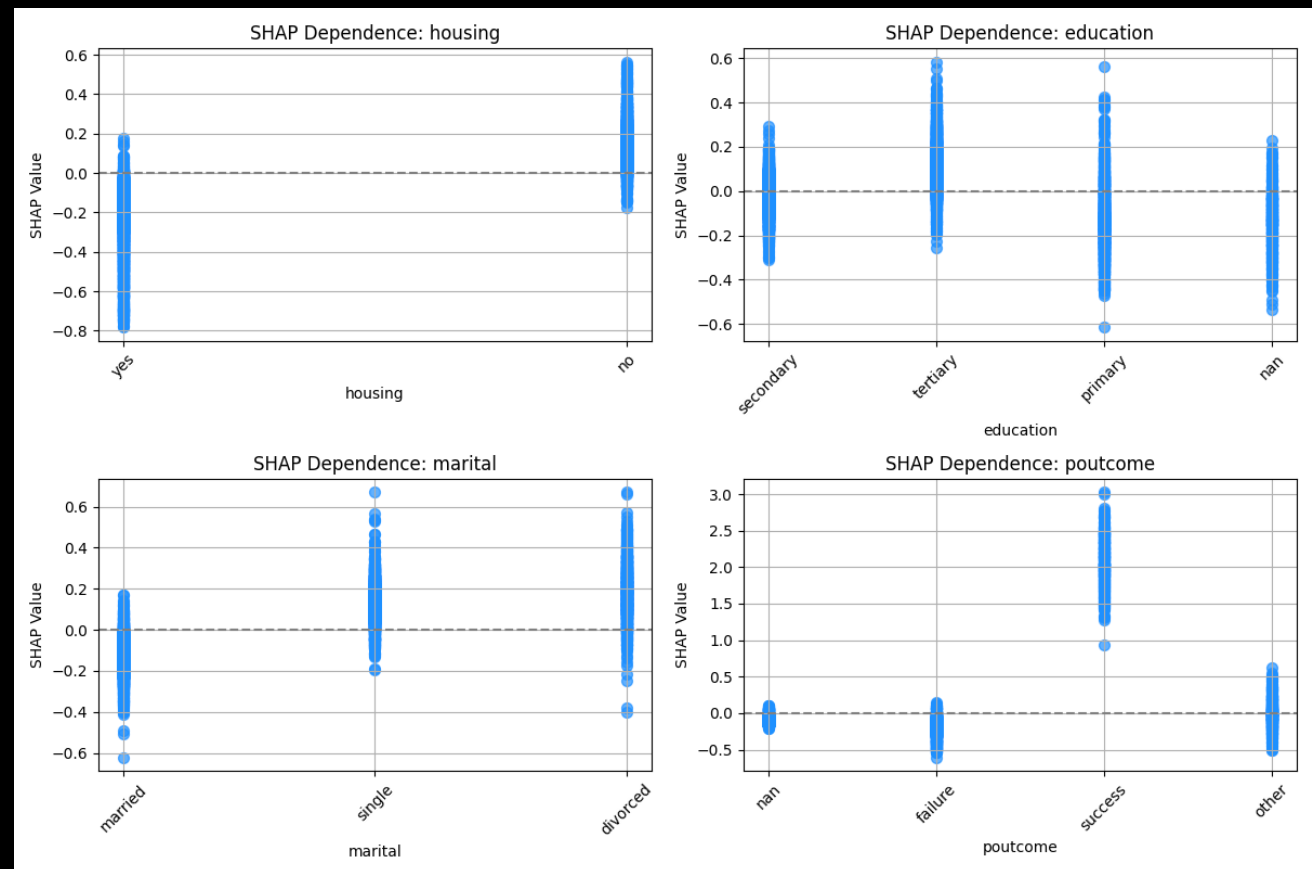 SHAP Dependence: housing
0.6
0.4
0.2
0.0
−0.2
−0.4
−0.6
−0.8
SHAP Value
yes
no
housing
SHAP Dependence: education
0.6
0.4
0.2
0.0
−0.2
−0.4
−0.6
SHAP Value
secondary
tertiary
primary
nan
education
SHAP Dependence: marital
0.6
0.4
0.2
0.0
−0.2
−0.4
−0.6
SHAP Value
married
single
divorced
marital
SHAP Dependence: poutcome
3.0
2.5
2.0
1.5
1.0
0.5
0.0
−0.5
SHAP Value
nan
failure
success
other
poutcome